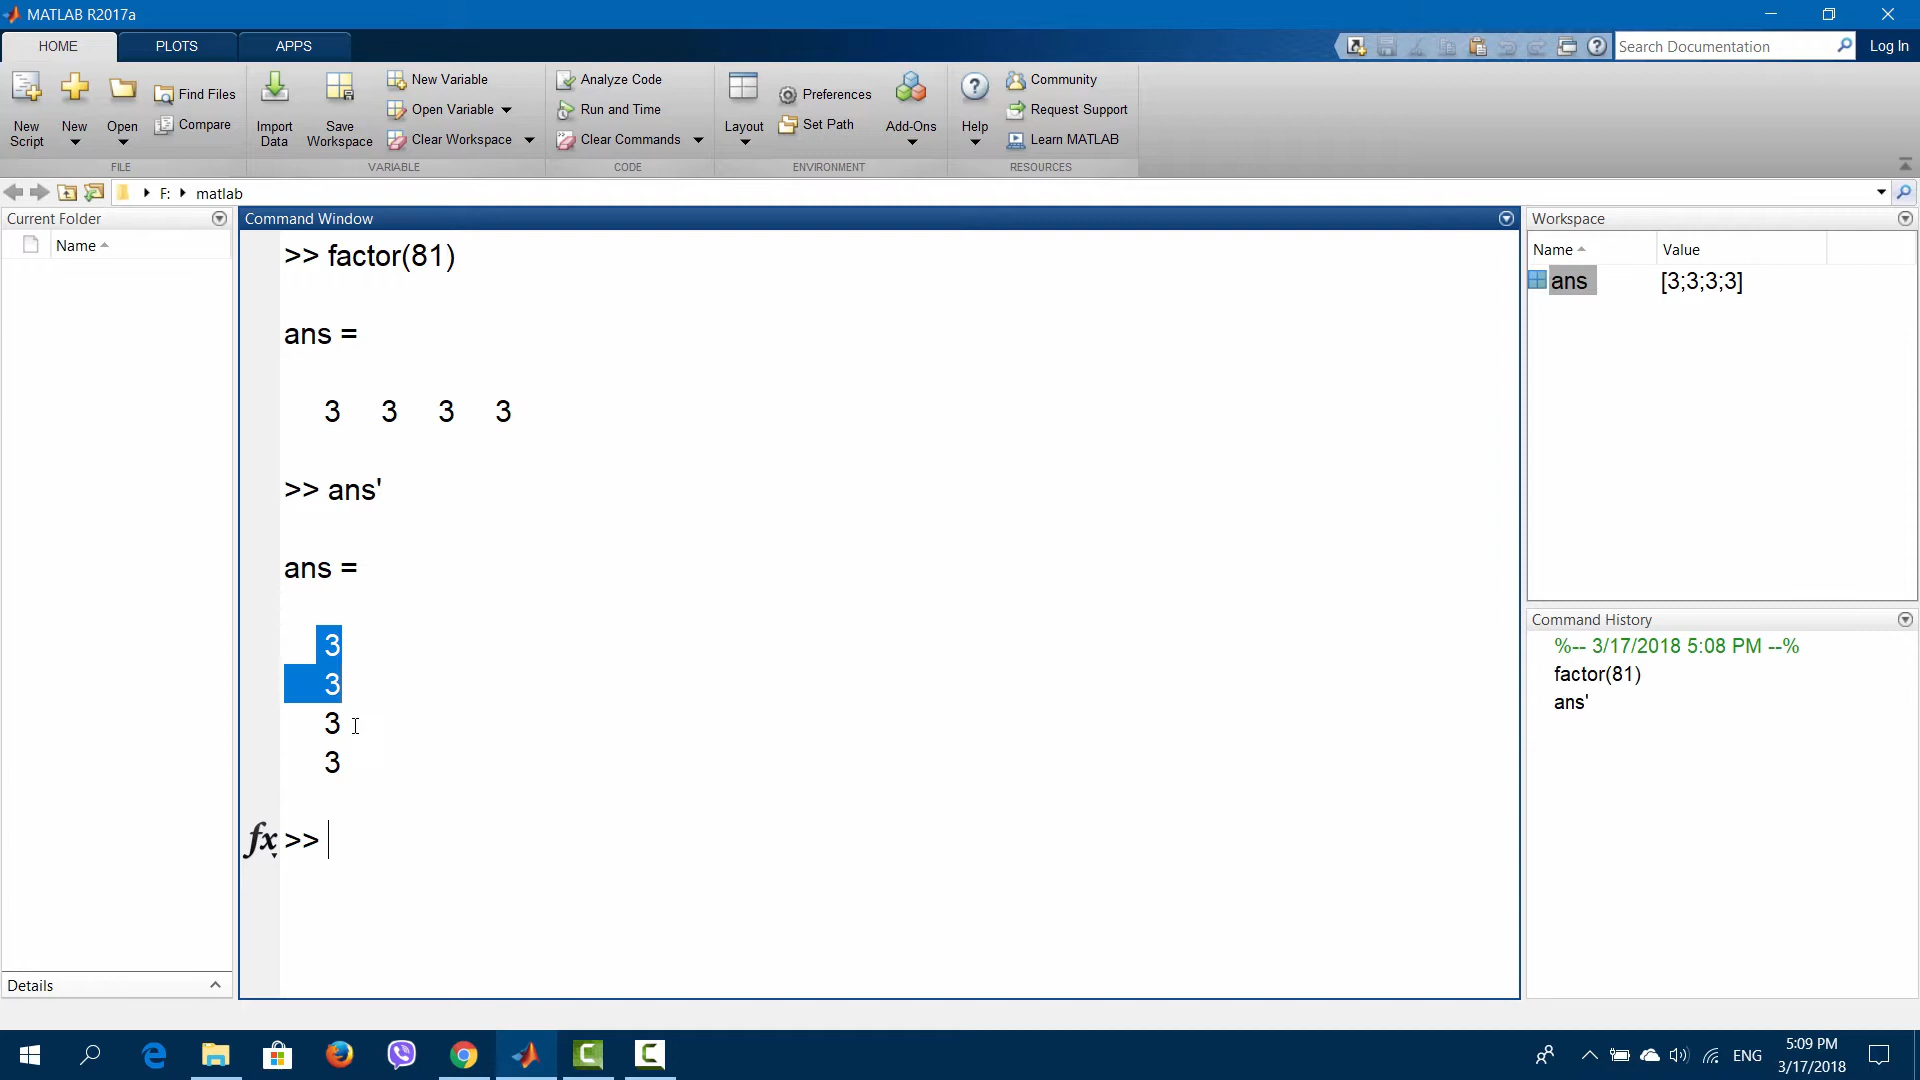 MATLAB R2017a
HOME PLOTS APPS
Search Documentation Log In
New Script
New
Open
Find Files
Compare
FILE
Import Data
Save Workspace
New Variable
Open Variable
Clear Workspace
VARIABLE
Analyze Code
Run and Time
Clear Commands
CODE
Layout
Preferences
Set Path
Add-Ons
ENVIRONMENT
Help
Community
Request Support
Learn MATLAB
RESOURCES
F: matlab
Current Folder
Name
Details
Command Window
>> factor(81)
ans =
3 3 3 3
>> ans'
ans =
3
3
3
3
fx >>
Workspace
Name Value
ans [3;3;3;3]
Command History
%-- 3/17/2018 5:08 PM --%
factor(81)
ans'
ENG
5:09 PM
3/17/2018